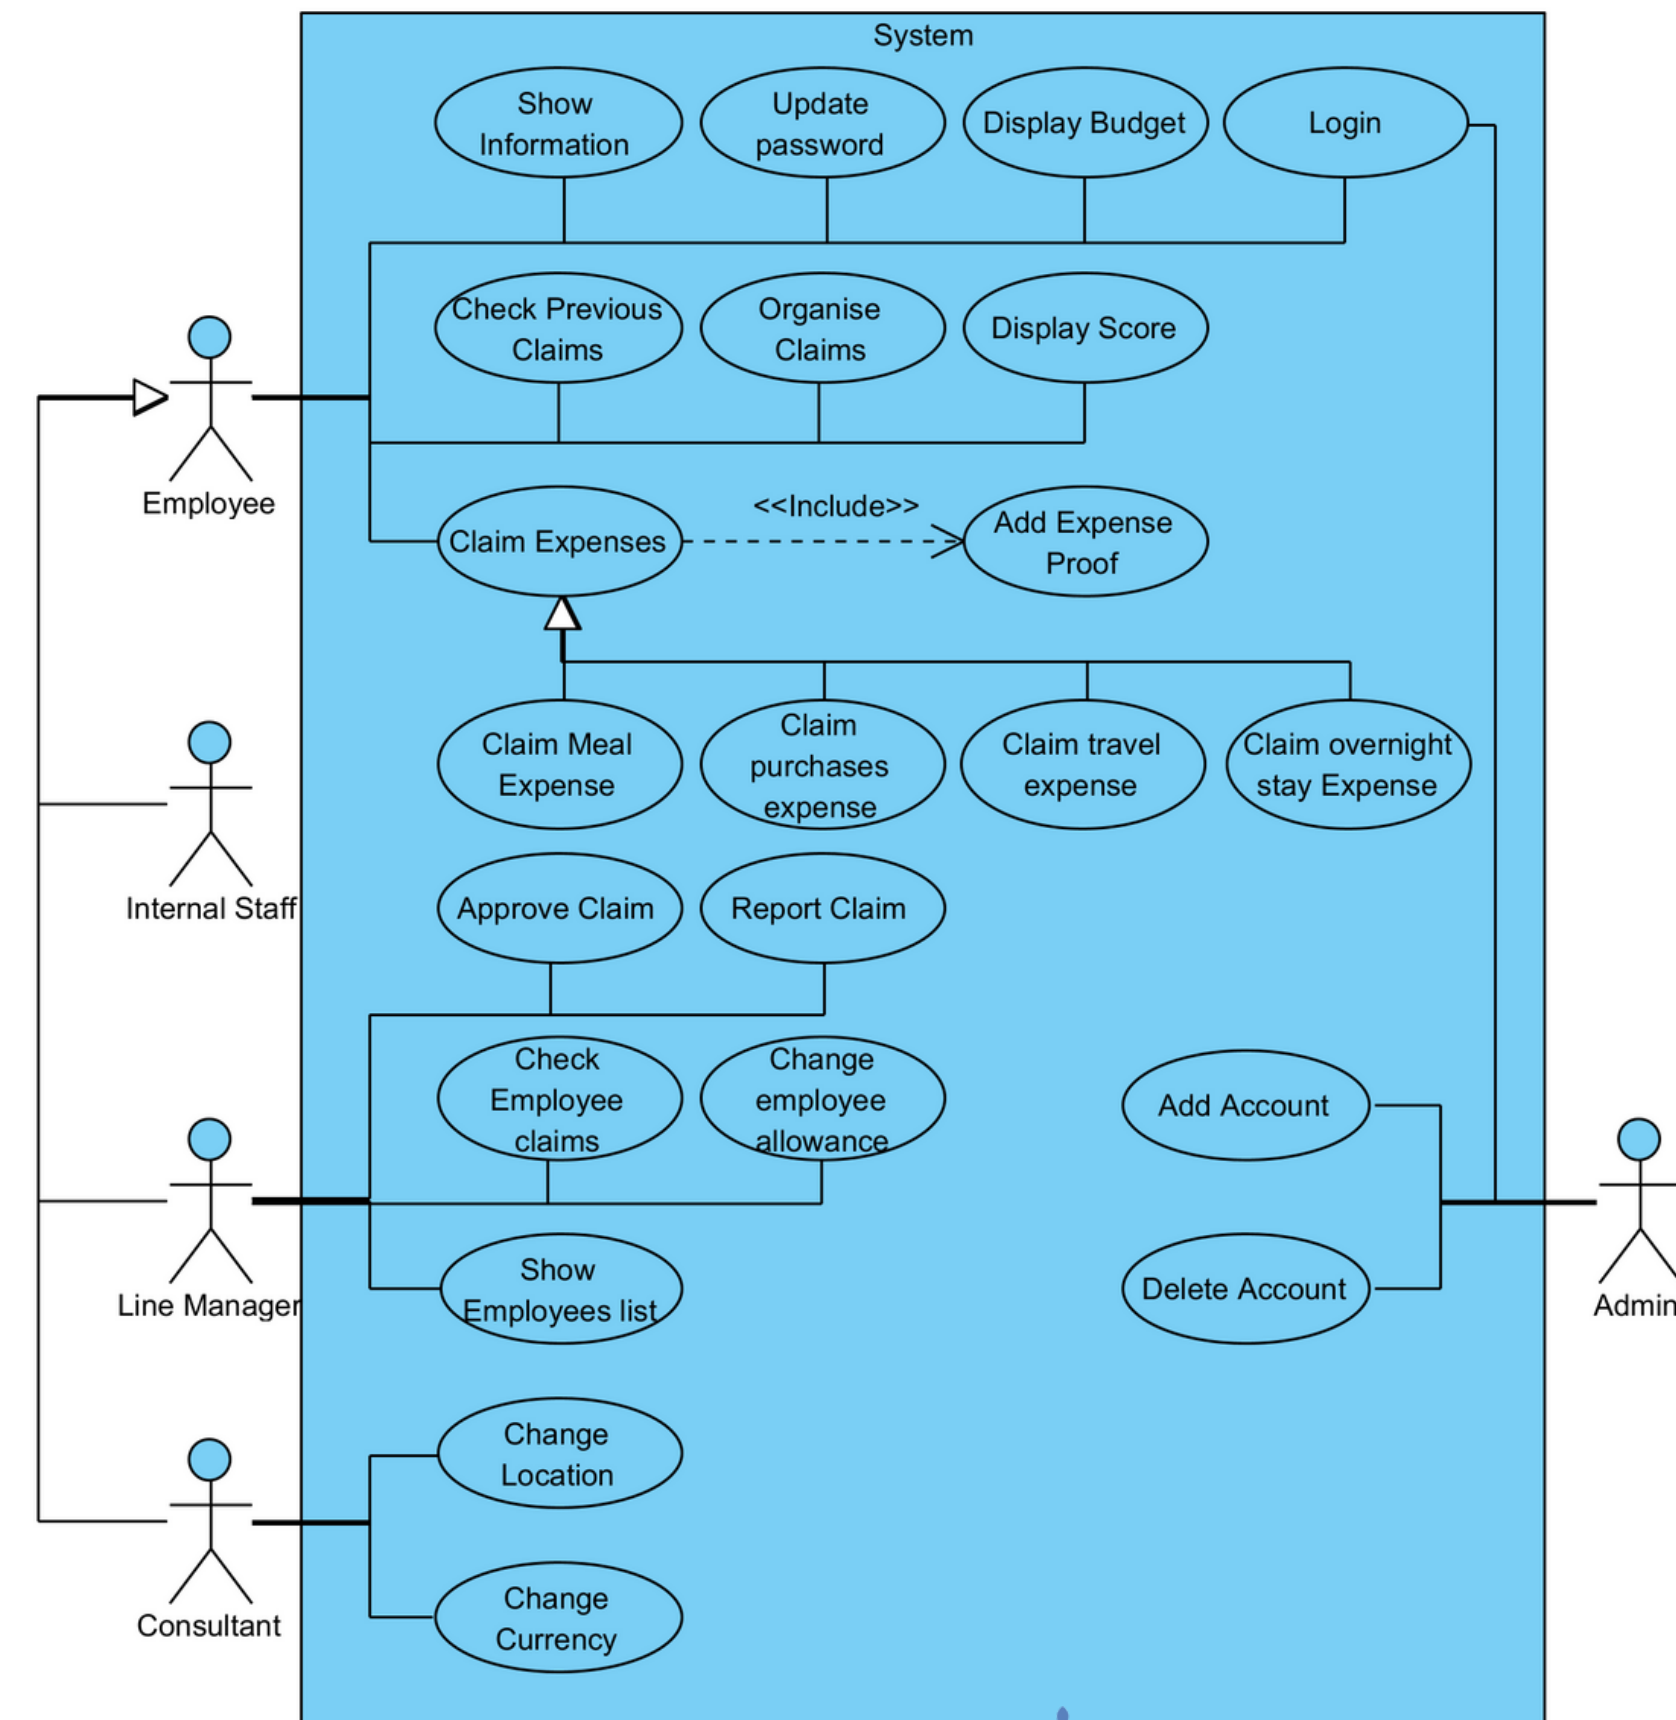 System
Show
Information
Update
password
Display Budget
Login
Check Previous
Claims
Organise
Claims
Display Score
Employee
Claim Expenses
<<Include>>
Add Expense
Proof
Claim Meal
Expense
Claim
purchases
expense
Claim travel
expense
Claim overnight
stay Expense
Internal Staff
Approve Claim
Report Claim
Check
Employee
claims
Change
employee
allowance
Add Account
Line Manager
Show
Employees list
Delete Account
Admin
Change
Location
Consultant
Change
Currency